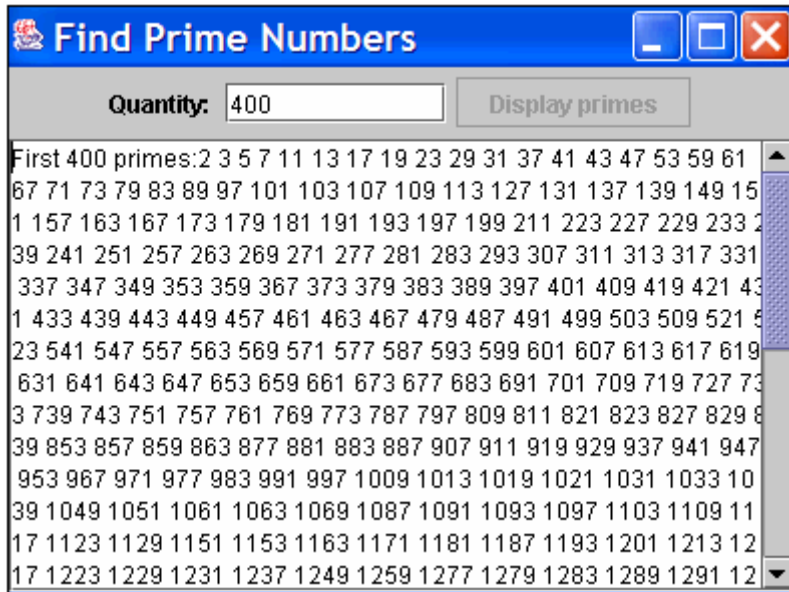 Find Prime Numbers
Quantity: 400 Display primes
First 400 primes:2 3 5 7 11 13 17 19 23 29 31 37 41 43 47 53 59 61
67 71 73 79 83 89 97 101 103 107 109 113 127 131 137 139 149 15
1 157 163 167 173 179 181 191 193 197 199 211 223 227 229 233 2
39 241 251 257 263 269 271 277 281 283 293 307 311 313 317 331
337 347 349 353 359 367 373 379 383 389 397 401 409 419 421 43
1 433 439 443 449 457 461 463 467 479 487 491 499 503 509 521 5
23 541 547 557 563 569 571 577 587 593 599 601 607 613 617 619
631 641 643 647 653 659 661 673 677 683 691 701 709 719 727 73
3 739 743 751 757 761 769 773 787 797 809 811 821 823 827 829 8
39 853 857 859 863 877 881 883 887 907 911 919 929 937 941 947
953 967 971 977 983 991 997 1009 1013 1019 1021 1031 1033 10
39 1049 1051 1061 1063 1069 1087 1091 1093 1097 1103 1109 11
17 1123 1129 1151 1153 1163 1171 1181 1187 1193 1201 1213 12
17 1223 1229 1231 1237 1249 1259 1277 1279 1283 1289 1291 12